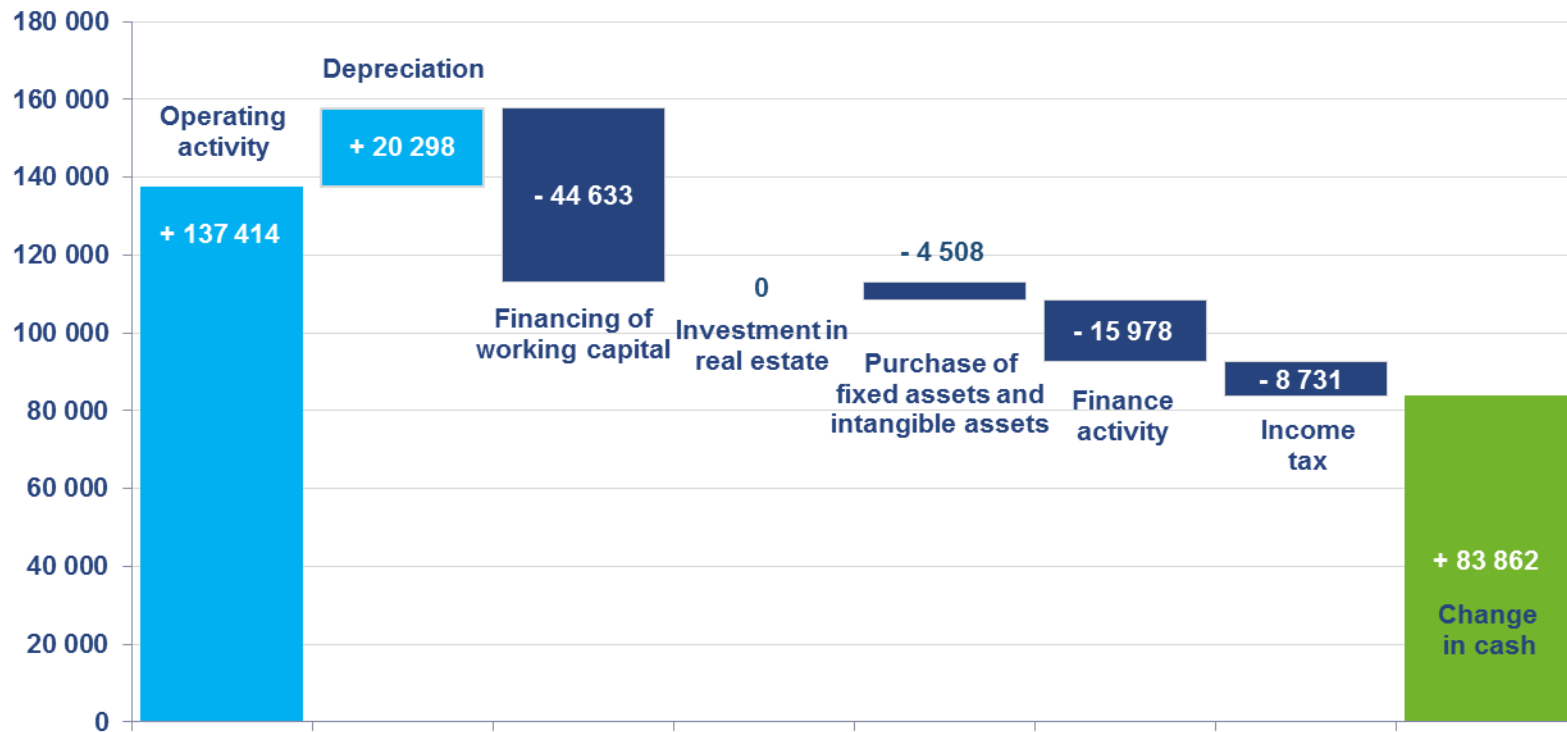 180 000
160 000
140 000
120 000
100 000
80 000
60 000
40 000
20 000
0
Operating
activity
+ 137 414
Depreciation
+ 20 298
- 44 633
Financing of
working capital
0
Investment in
real estate
- 4 508
Purchase of
fixed assets and
intangible assets
- 15 978
Finance
activity
- 8 731
Income
tax
+ 83 862
Change
in cash